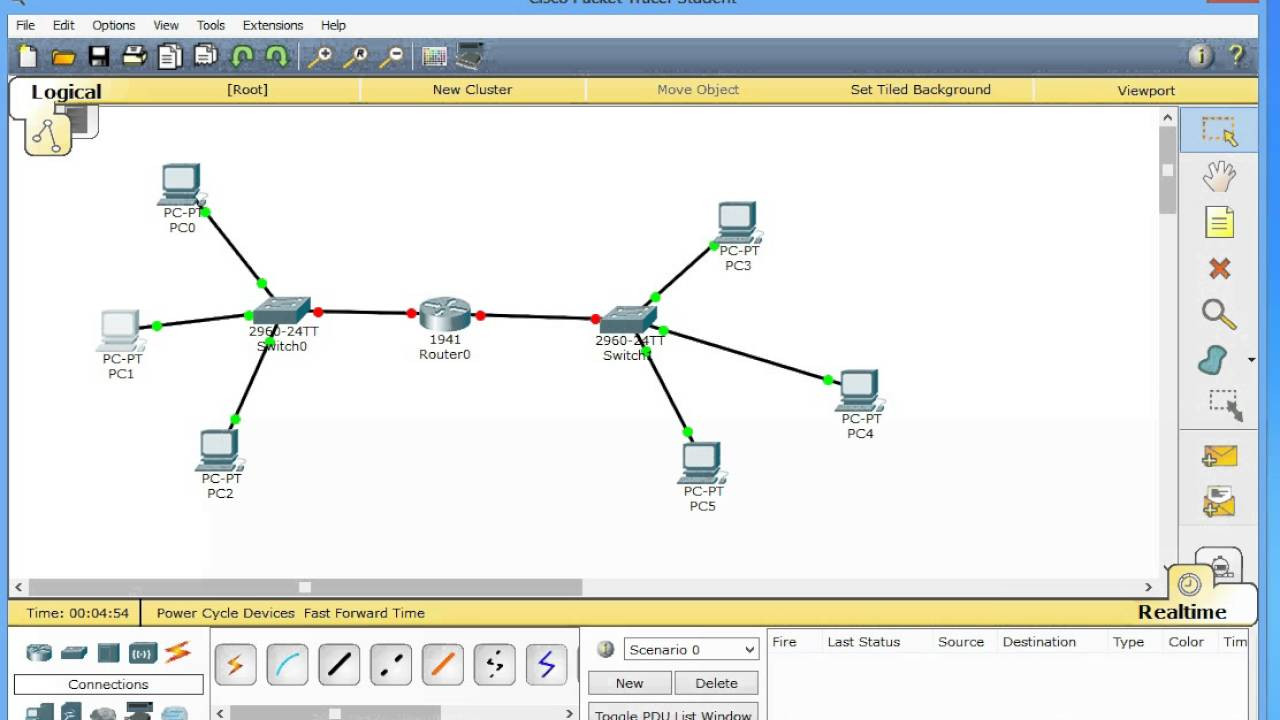 Cisco Packet Tracer Student
File Edit Options View Tools Extensions Help
Logical [Root] New Cluster Move Object Set Tiled Background Viewport
PC-PT
PC0
PC-PT
PC1
PC-PT
PC2
2960-24TT
Switch0
1941
Router0
2960-24TT
Switch1
PC-PT
PC3
PC-PT
PC4
PC-PT
PC5
Time: 00:04:54 Power Cycle Devices Fast Forward Time
Realtime
Connections
Scenario 0
New Delete
Toggle PDU List Window
Fire Last Status Source Destination Type Color Tim